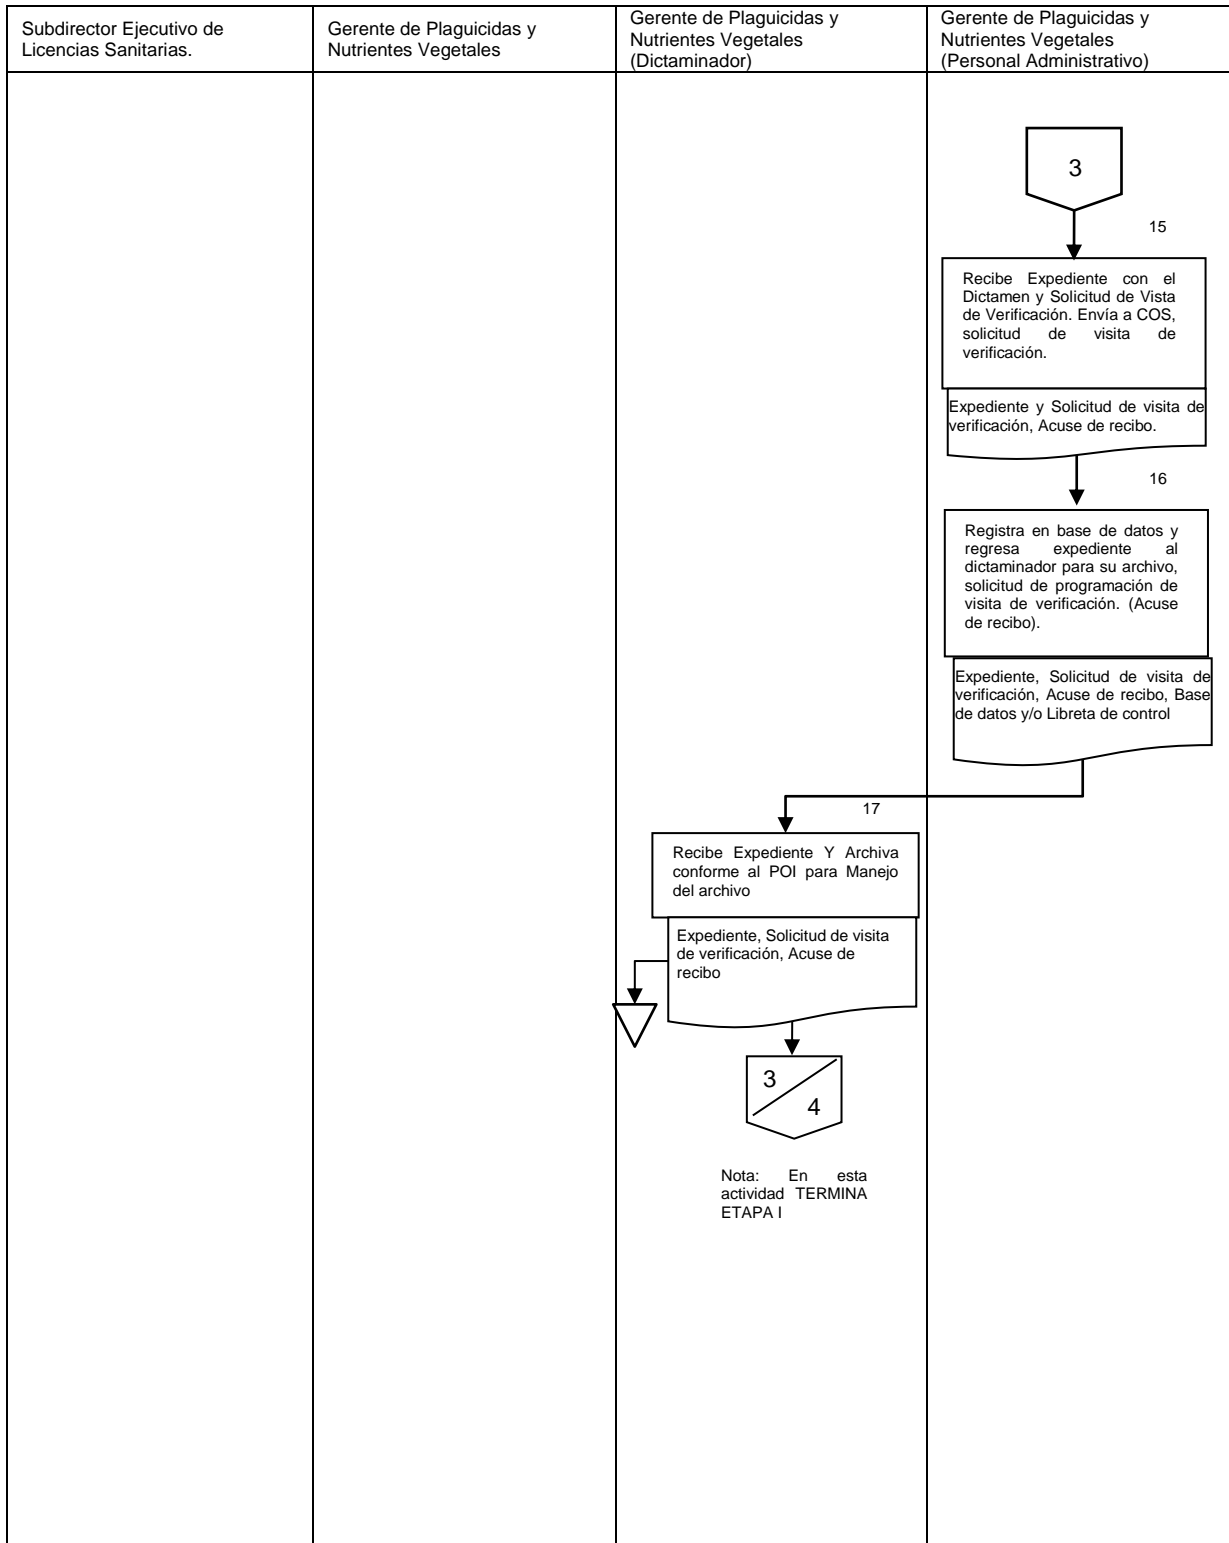 Subdirector Ejecutivo de
Licencias Sanitarias.
Gerente de Plaguicidas y
Nutrientes Vegetales
Gerente de Plaguicidas y
Nutrientes Vegetales
(Dictaminador)
Gerente de Plaguicidas y
Nutrientes Vegetales
(Personal Administrativo)
3
15
Recibe Expediente con el
Dictamen y Solicitud de Vista
de Verificación. Envía a COS,
solicitud de visita de
verificación.
Expediente y Solicitud de visita de
verificación, Acuse de recibo.
16
Registra en base de datos y
regresa expediente al
dictaminador para su archivo,
solicitud de programación de
visita de verificación. (Acuse
de recibo).
Expediente, Solicitud de visita de
verificación, Acuse de recibo, Base
de datos y/o Libreta de control
17
Recibe Expediente Y Archiva
conforme al POI para Manejo
del archivo
Expediente, Solicitud de visita
de verificación, Acuse de
recibo
3
4
Nota: En esta
actividad TERMINA
ETAPA I